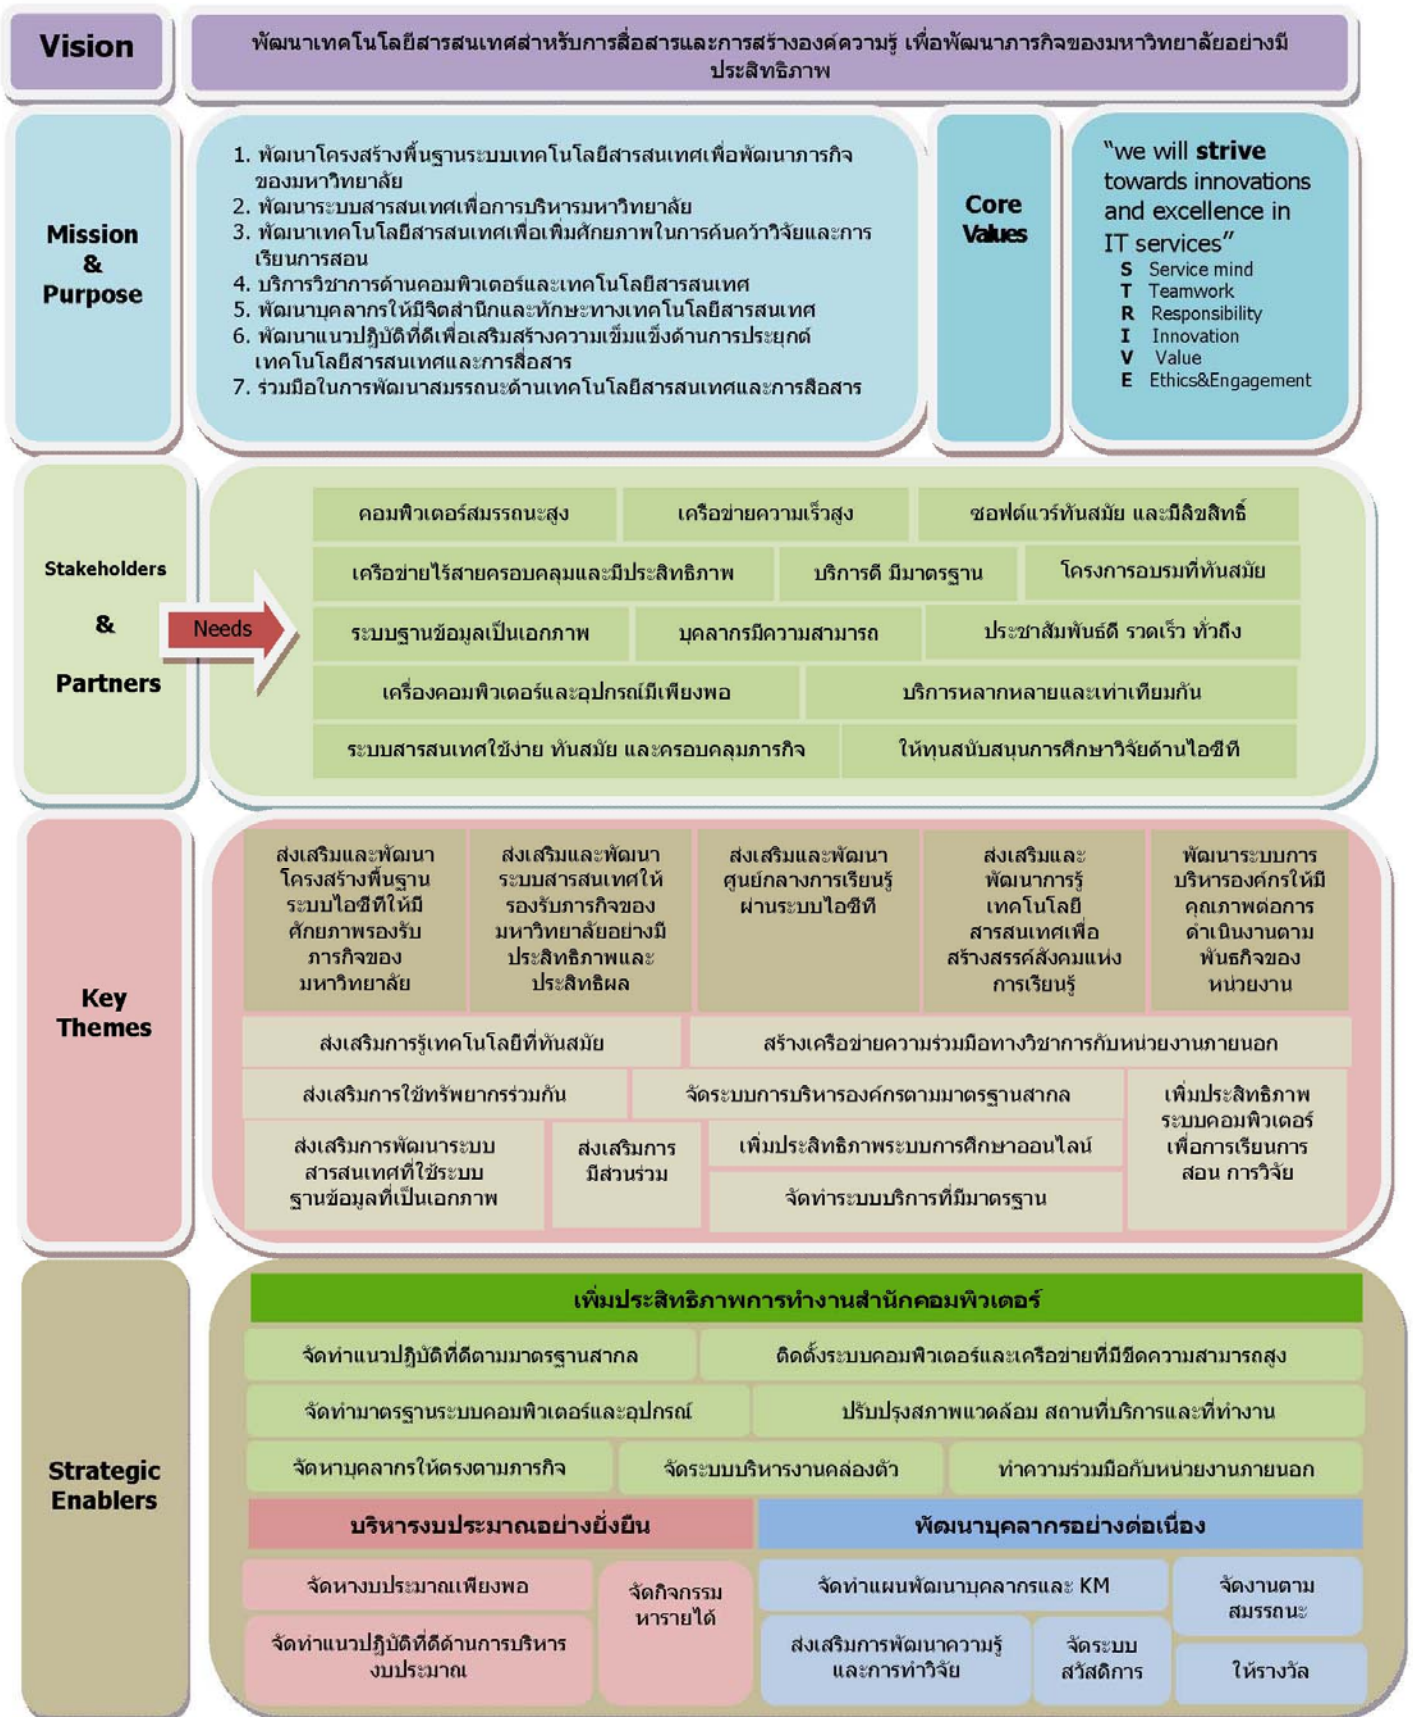 Vision
พัฒนาเทคโนโลยีสารสนเทศสำหรับการสื่อสารและการสร้างองค์ความรู้ เพื่อพัฒนาภารกิจของมหาวิทยาลัยอย่างมี
ประสิทธิภาพ
Mission
&
Purpose
1. พัฒนาโครงสร้างพื้นฐานระบบเทคโนโลยีสารสนเทศเพื่อพัฒนาภารกิจ
ของมหาวิทยาลัย
2. พัฒนาระบบสารสนเทศเพื่อการบริหารมหาวิทยาลัย
3. พัฒนาเทคโนโลยีสารสนเทศเพื่อเพิ่มศักยภาพในการค้นคว้าวิจัยและการ
เรียนการสอน
4. บริการวิชาการด้านคอมพิวเตอร์และเทคโนโลยีสารสนเทศ
5. พัฒนาบุคลากรให้มีจิตสำนึกและทักษะทางเทคโนโลยีสารสนเทศ
6. พัฒนาแนวปฏิบัติที่ดีเพื่อเสริมสร้างความเข็มแข็งด้านการประยุกต์
เทคโนโลยีสารสนเทศและการสื่อสาร
7. ร่วมมือในการพัฒนาสมรรถนะด้านเทคโนโลยีสารสนเทศและการสื่อสาร
Core
Values
"we will strive
towards innovations
and excellence in
IT services"
S Service mind
T Teamwork
R Responsibility
I Innovation
V Value
E Ethics&Engagement
Stakeholders
&
Partners
Needs
คอมพิวเตอร์สมรรถนะสูง
เครือข่ายความเร็วสูง
ซอฟต์แวร์ทันสมัย และมีลิขสิทธิ์
เครือข่ายไร้สายครอบคลุมและมีประสิทธิภาพ
บริการดี มีมาตรฐาน
โครงการอบรมที่ทันสมัย
ระบบฐานข้อมูลเป็นเอกภาพ
บุคลากรมีความสามารถ
ประชาสัมพันธ์ดี รวดเร็ว ทั่วถึง
เครื่องคอมพิวเตอร์และอุปกรณ์มีเพียงพอ
บริการหลากหลายและเท่าเทียมกัน
ระบบสารสนเทศใช้ง่าย ทันสมัย และครอบคลุมภารกิจ
ให้ทุนสนับสนุนการศึกษาวิจัยด้านไอซีที
Key
Themes
ส่งเสริมและพัฒนา
โครงสร้างพื้นฐาน
ระบบไอซีทีให้มี
ศักยภาพรองรับ
ภารกิจของ
มหาวิทยาลัย
ส่งเสริมและพัฒนา
ระบบสารสนเทศให้
รองรับภารกิจของ
มหาวิทยาลัยอย่างมี
ประสิทธิภาพและ
ประสิทธิผล
ส่งเสริมและพัฒนา
ศูนย์กลางการเรียนรู้
ผ่านระบบไอซีที
ส่งเสริมและ
พัฒนาการรู้
เทคโนโลยี
สารสนเทศเพื่อ
สร้างสรรค์สังคมแห่ง
การเรียนรู้
พัฒนาระบบการ
บริหารองค์กรให้มี
คุณภาพต่อการ
ดำเนินงานตาม
พันธกิจของ
หน่วยงาน
ส่งเสริมการรู้เทคโนโลยีที่ทันสมัย
สร้างเครือข่ายความร่วมมือทางวิชาการกับหน่วยงานภายนอก
ส่งเสริมการใช้ทรัพยากรร่วมกัน
จัดระบบการบริหารองค์กรตามมาตรฐานสากล
เพิ่มประสิทธิภาพ
ระบบคอมพิวเตอร์
เพื่อการเรียนการ
สอน การวิจัย
ส่งเสริมการพัฒนาระบบ
สารสนเทศที่ใช้ระบบ
ฐานข้อมูลที่เป็นเอกภาพ
ส่งเสริมการ
มีส่วนร่วม
เพิ่มประสิทธิภาพระบบการศึกษาออนไลน์
จัดทำระบบบริการที่มีมาตรฐาน
Strategic
Enablers
เพิ่มประสิทธิภาพการทำงานสำนักคอมพิวเตอร์
จัดทำแนวปฏิบัติที่ดีตามมาตรฐานสากล
ติดตั้งระบบคอมพิวเตอร์และเครือข่ายที่มีขีดความสามารถสูง
จัดทำมาตรฐานระบบคอมพิวเตอร์และอุปกรณ์
ปรับปรุงสภาพแวดล้อม สถานที่บริการและที่ทำงาน
จัดหาบุคลากรให้ตรงตามภารกิจ
จัดระบบบริหารงานคล่องตัว
ทำความร่วมมือกับหน่วยงานภายนอก
บริหารงบประมาณอย่างยั่งยืน
พัฒนาบุคลากรอย่างต่อเนื่อง
จัดหางบประมาณเพียงพอ
จัดกิจกรรม
หารายได้
จัดทำแนวปฏิบัติที่ดีด้านการบริหาร
งบประมาณ
จัดทำแผนพัฒนาบุคลากรและ KM
จัดงานตาม
สมรรถนะ
ส่งเสริมการพัฒนาความรู้
และการทำวิจัย
จัดระบบ
สวัสดิการ
ให้รางวัล